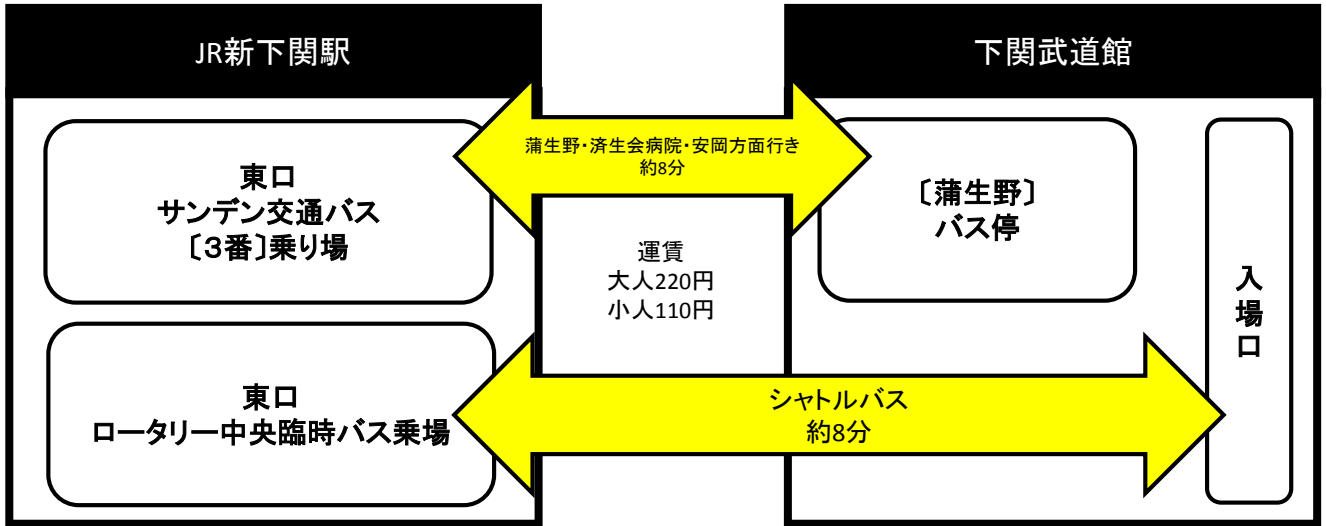 JR新下関駅
下関武道館
東口
サンデン交通バス
〔３番〕乗り場
蒲生野・済生会病院・安岡方面行き
約8分
〔蒲生野〕
バス停
運賃
大人220円
小人110円
入場口
東口
ロータリー中央臨時バス乗場
シャトルバス
約8分